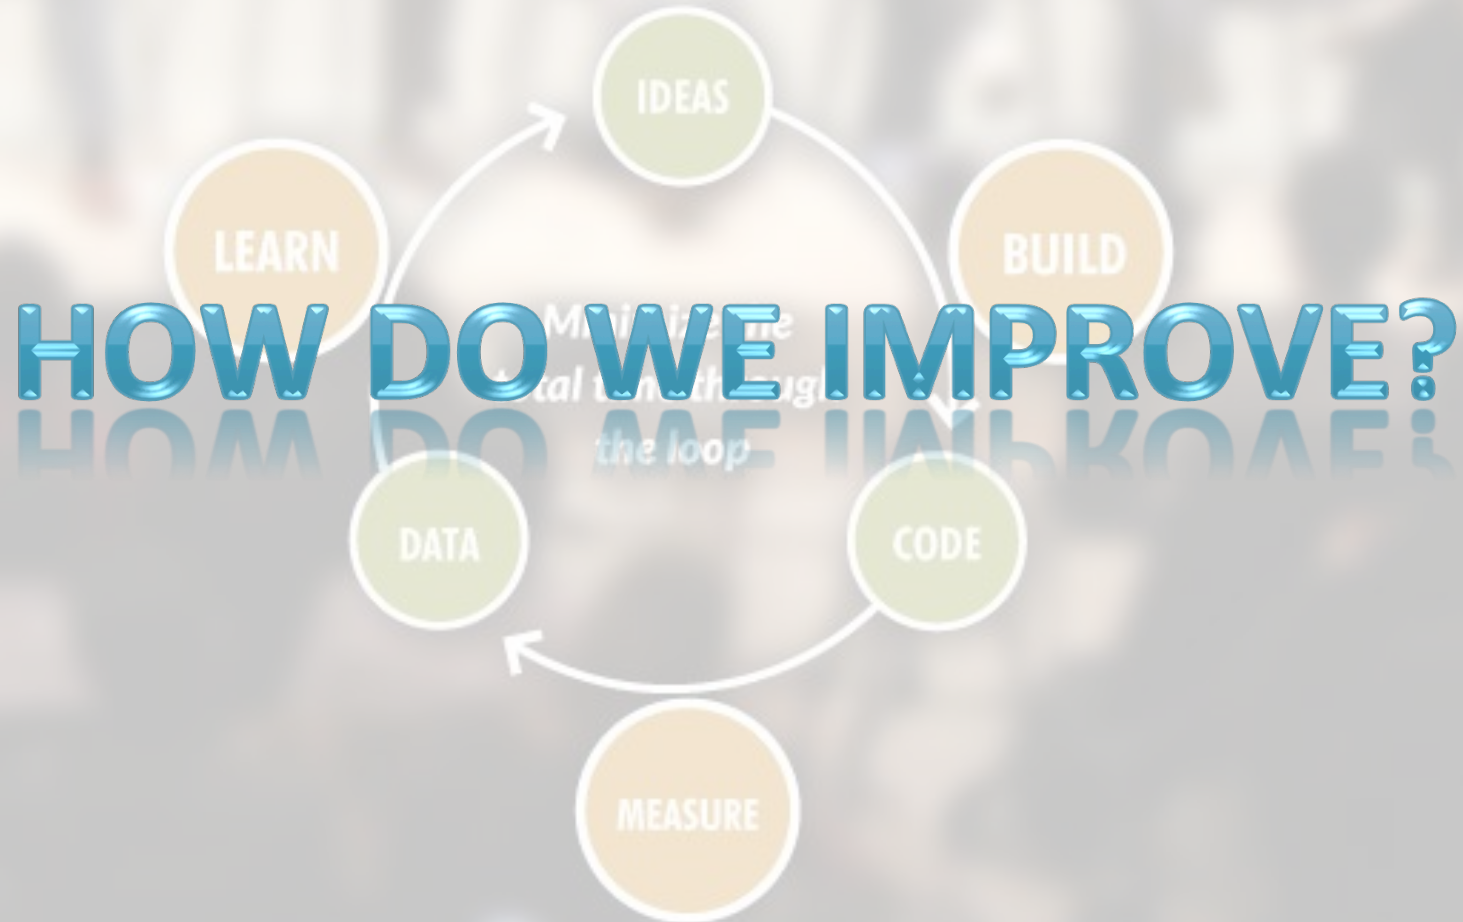 IDEAS
LEARN
BUILD
HOW DO WE IMPROVE?
the loop
DATA
CODE
MEASURE